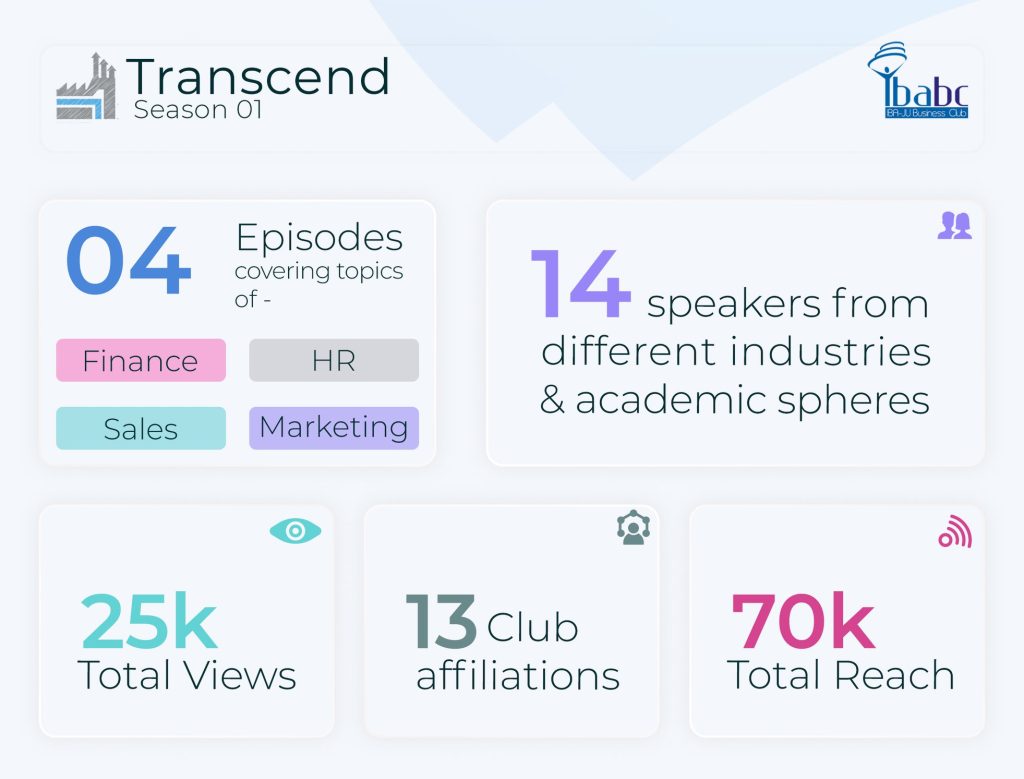 Transcend
Season 01
ibabc
IBA-JU Business Club
04
Episodes
covering topics
of -
Finance
HR
Sales
Marketing
14 speakers from
different industries
& academic spheres
25k
Total Views
13 Club
affiliations
70k
Total Reach